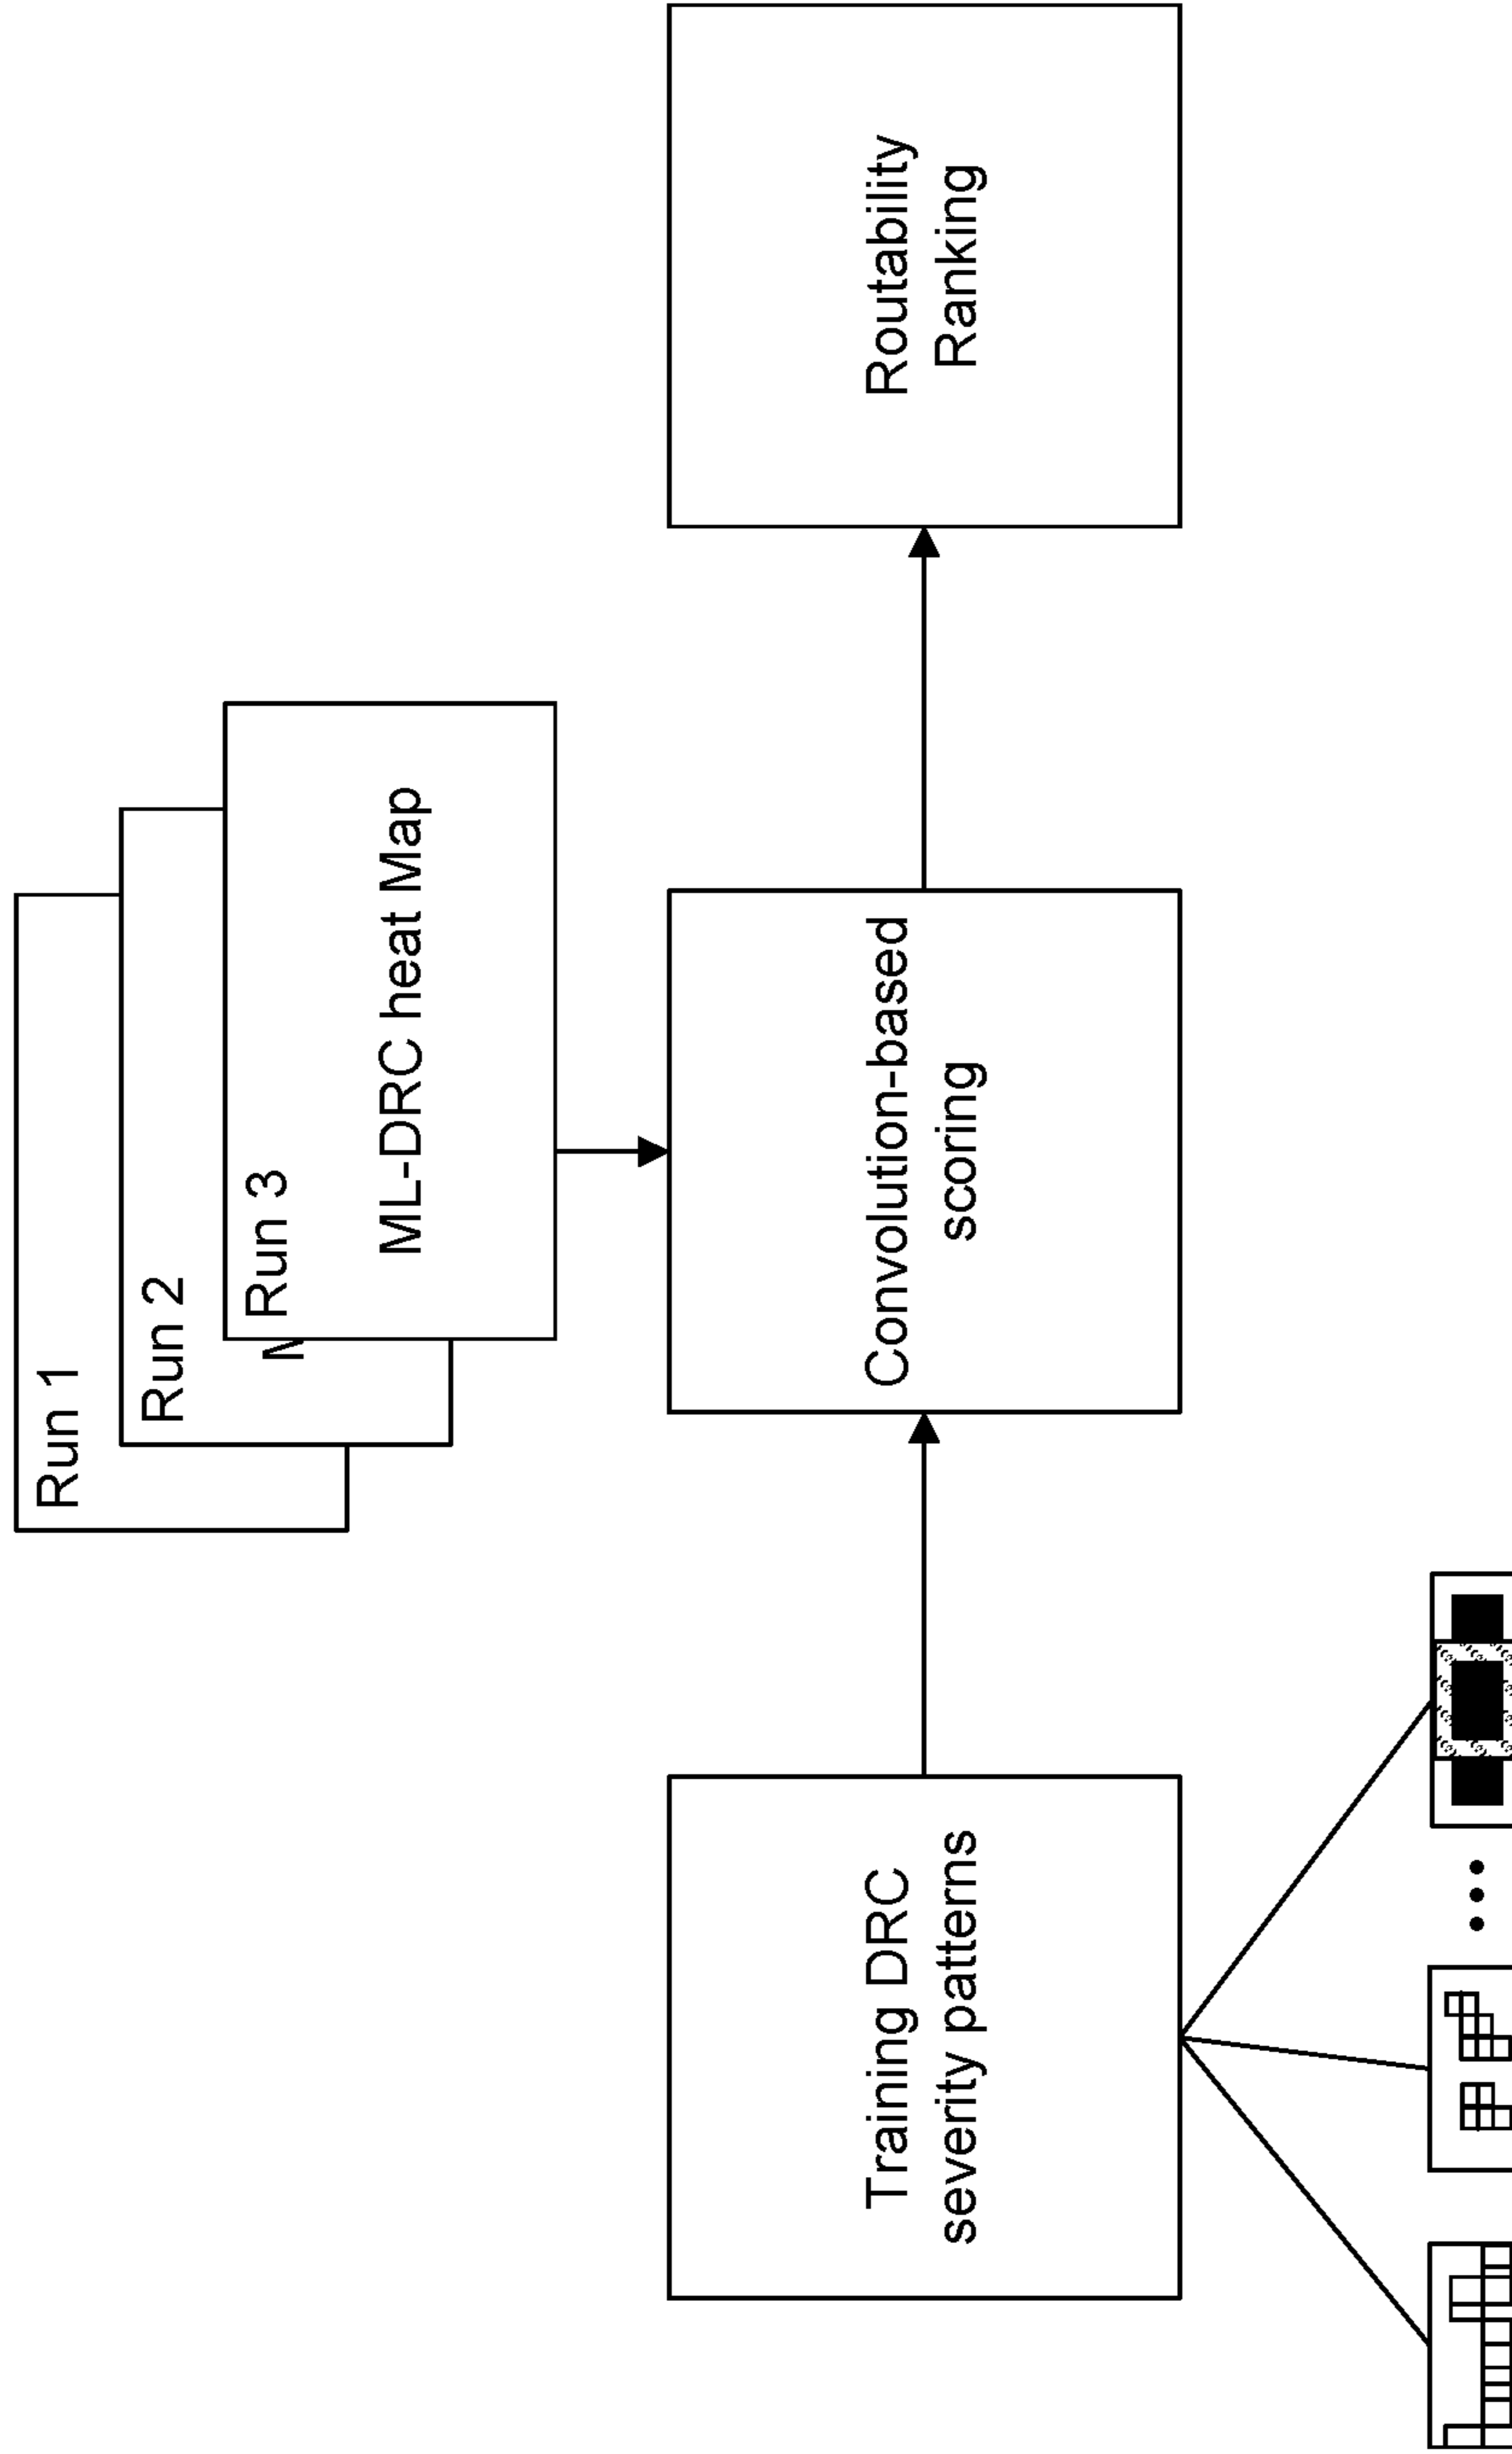 Run 1
Run 2
Run 3
ML-DRC heat Map
Training DRC
severity patterns
Convolution-based
scoring
Routability
Ranking